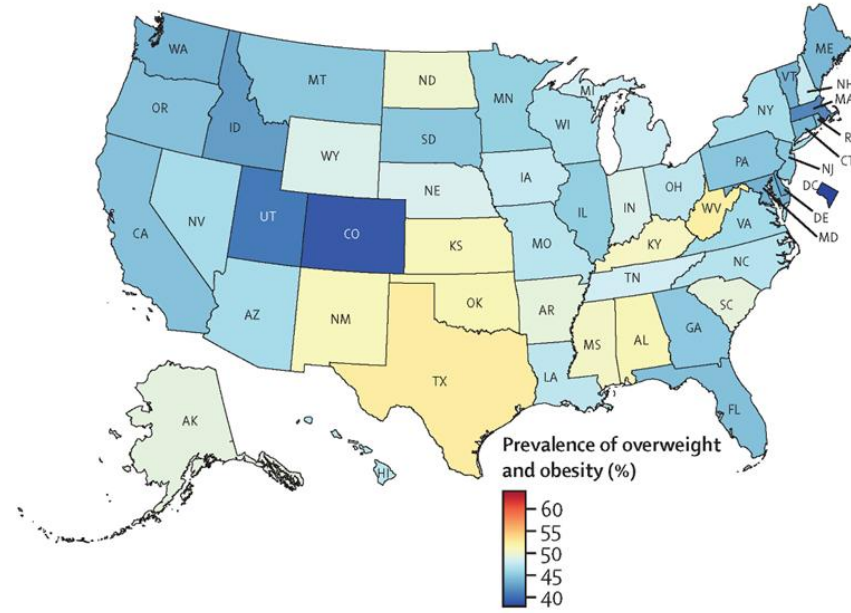 WA
MT
ND
MN
ME
VT
NH
MA
OR
ID
SD
WI
MI
NY
R
CT
WY
IA
PA
NJ
NE
OH
DC
NV
UT
CO
IL
IN
WV
DE
MD
CA
KS
MO
KY
VA
TN
NC
AZ
NM
OK
AR
SC
MS
AL
GA
TX
LA
FL
AK
HI
Prevalence of overweight
and obesity (%)
60
55
50
45
40